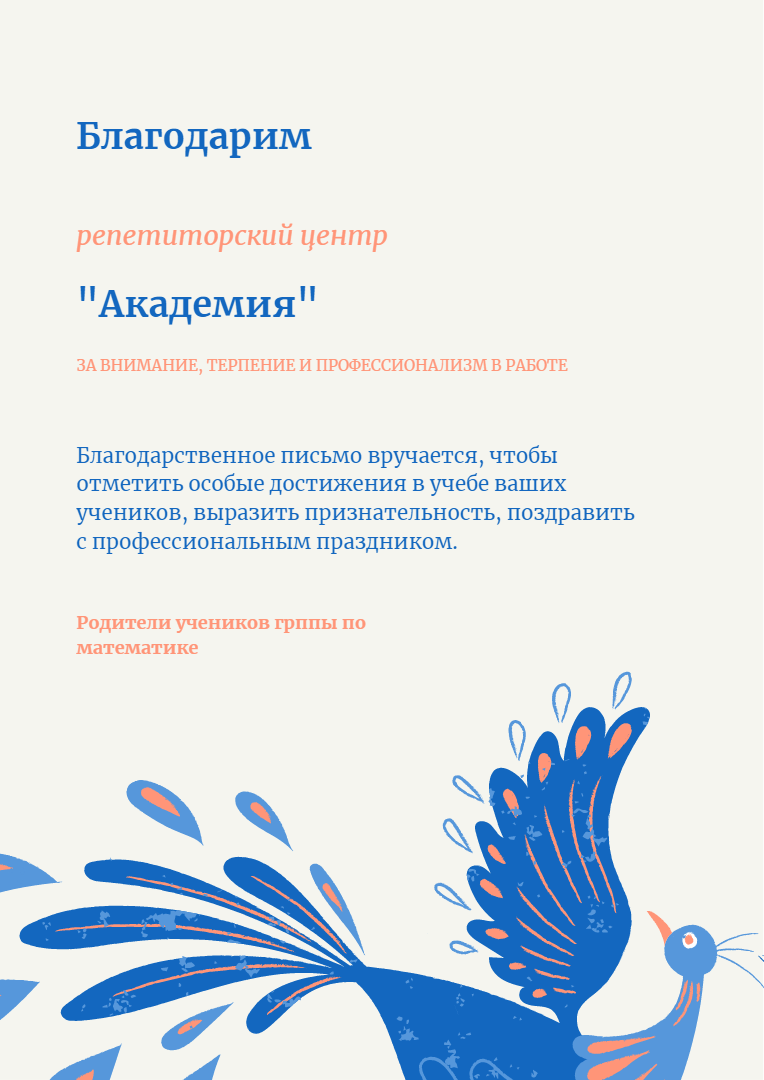 Благодарим
репетиторский центр
"Академия"
ЗА ВНИМАНИЕ, ТЕРПЕНИЕ И ПРОФЕССИОНАЛИЗМ В РАБОТЕ
Благодарственное письмо вручается, чтобы
отметить особые достижения в учебе ваших
учеников, выразить признательность, поздравить
с профессиональным праздником.
Родители учеников грппы по
математике